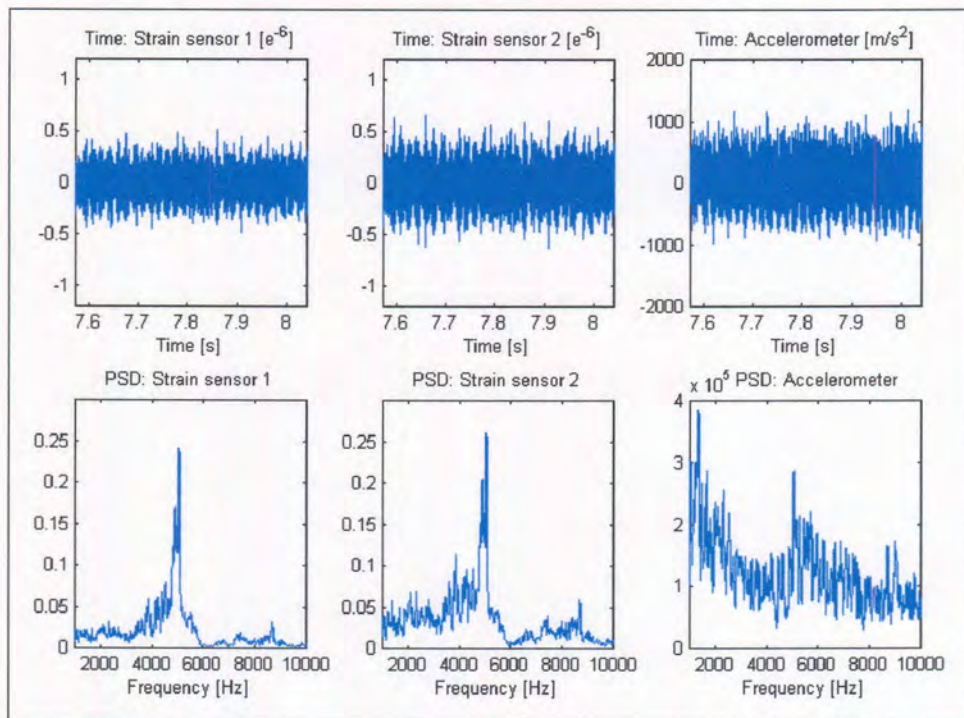 Time: Strain sensor 1 [e⁻⁶]
1
0.5
0
-0.5
-1
7.6 7.7 7.8 7.9 8
Time [s]
Time: Strain sensor 2 [e⁻⁶]
1
0.5
0
-0.5
-1
7.6 7.7 7.8 7.9 8
Time [s]
Time: Accelerometer [m/s²]
2000
1000
0
-1000
-2000
7.6 7.7 7.8 7.9 8
Time [s]
PSD: Strain sensor 1
0.25
0.2
0.15
0.1
0.05
0
2000 4000 6000 8000 10000
Frequency [Hz]
PSD: Strain sensor 2
0.25
0.2
0.15
0.1
0.05
0
2000 4000 6000 8000 10000
Frequency [Hz]
x 10⁵ PSD: Accelerometer
4
3
2
1
0
2000 4000 6000 8000 10000
Frequency [Hz]